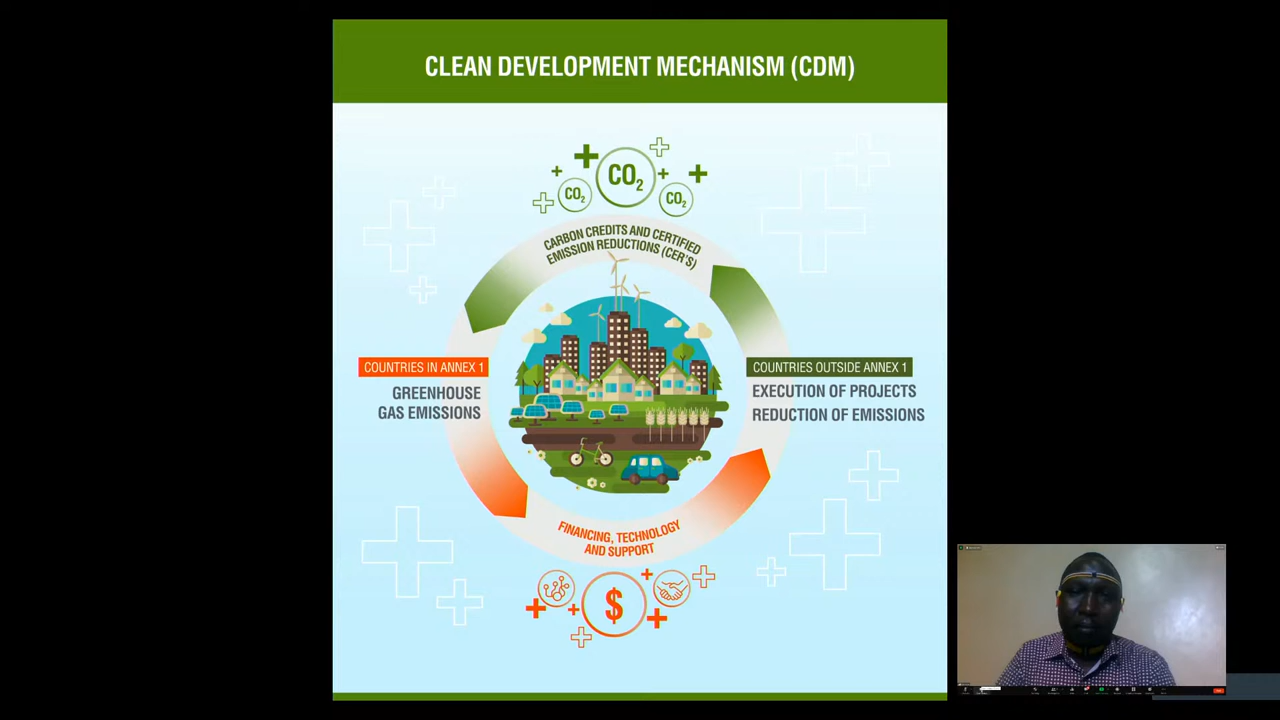 CLEAN DEVELOPMENT MECHANISM (CDM)
CO₂
CO₂
CO₂
CARBON CREDITS AND CERTIFIED
EMISSION REDUCTIONS (CER'S)
COUNTRIES IN ANNEX 1
GREENHOUSE
GAS EMISSIONS
COUNTRIES OUTSIDE ANNEX 1
EXECUTION OF PROJECTS
REDUCTION OF EMISSIONS
FINANCING, TECHNOLOGY
AND SUPPORT
$